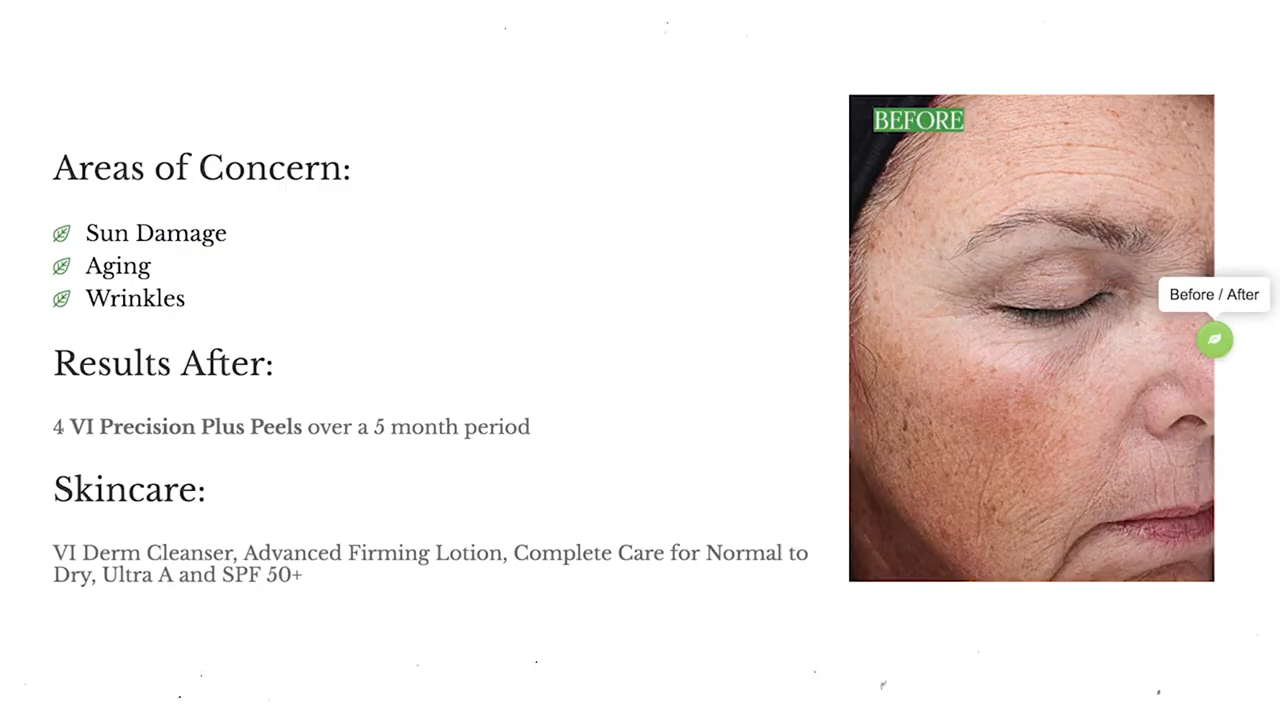 Areas of Concern:
Sun Damage
Aging
Wrinkles
Results After:
4 VI Precision Plus Peels over a 5 month period
Skincare:
VI Derm Cleanser, Advanced Firming Lotion, Complete Care for Normal to
Dry, Ultra A and SPF 50+
BEFORE
Before / After